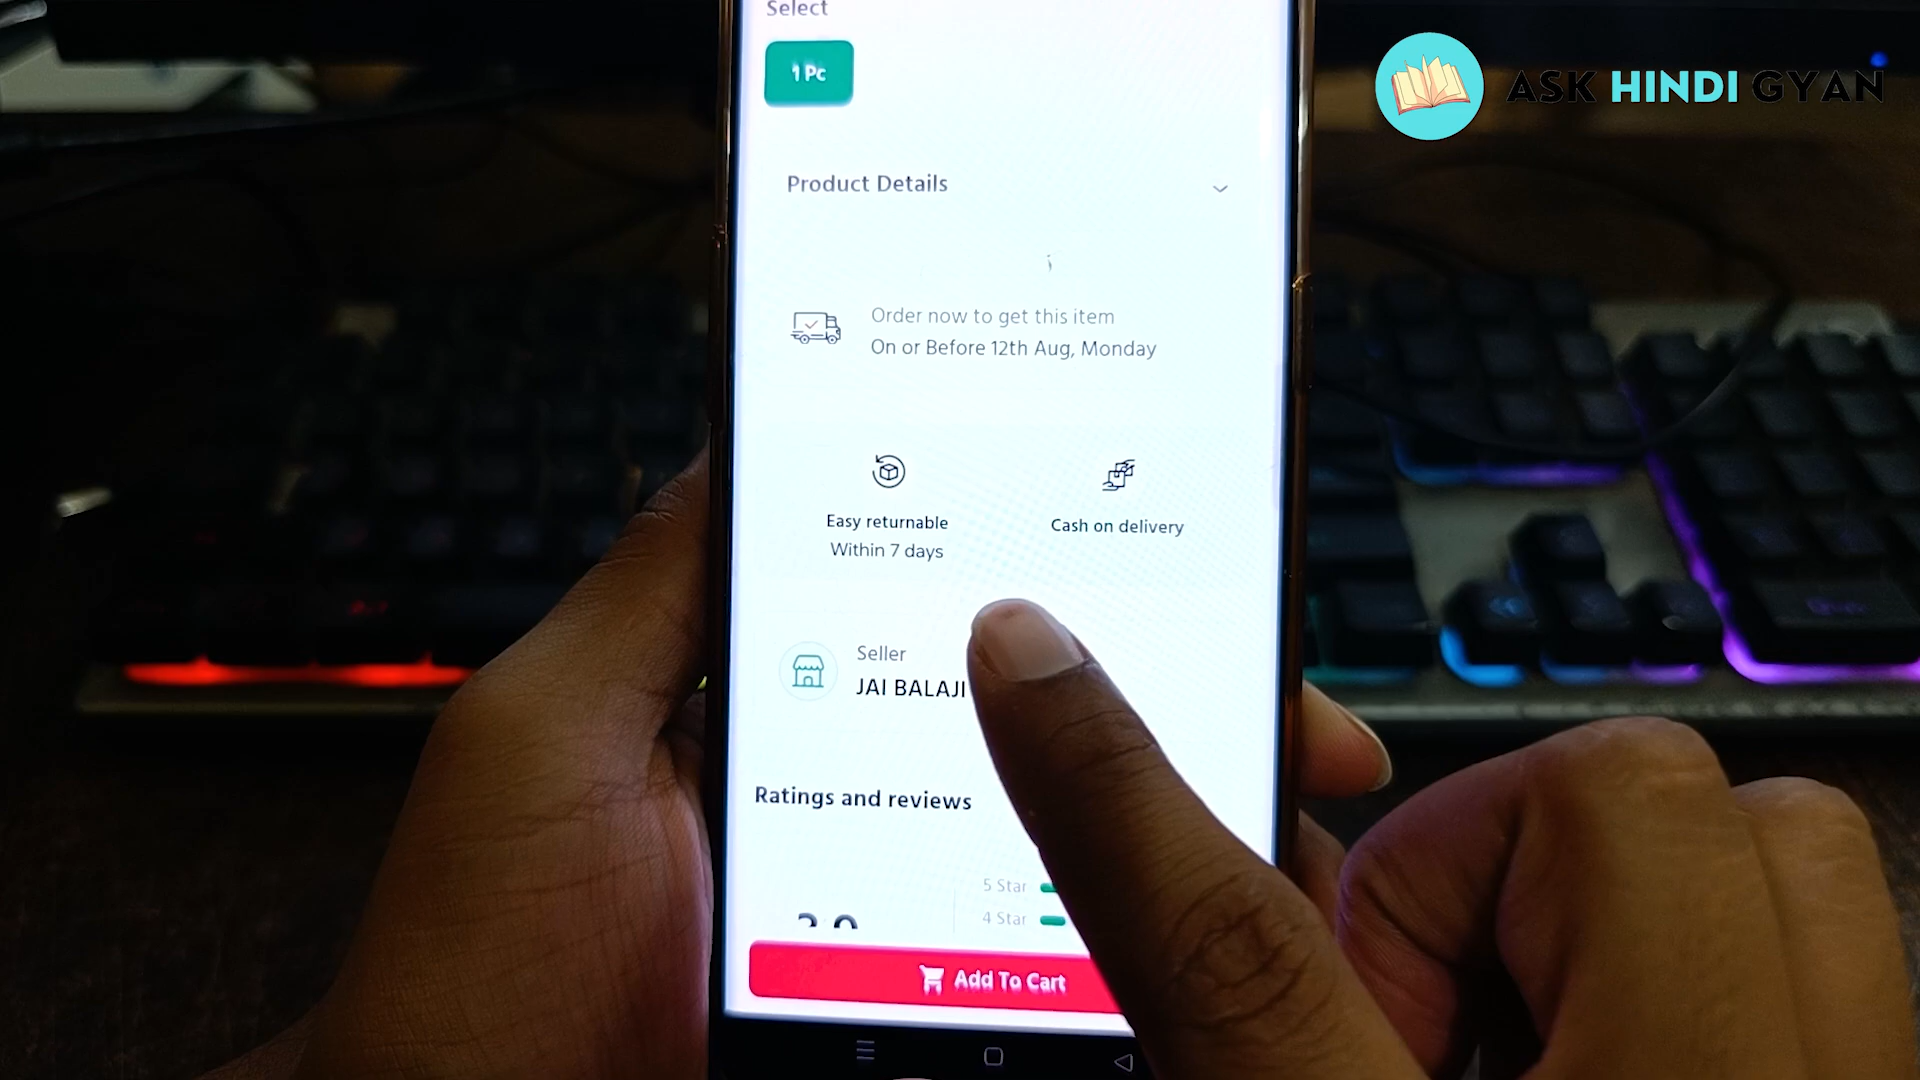 Select
1 Pc
ASK HINDI GYAN
Product Details
Order now to get this item
On or Before 12th Aug, Monday
Easy returnable
Within 7 days
Cash on delivery
Seller
JAI BALAJI
Ratings and reviews
5 Star
4 Star
Add To Cart